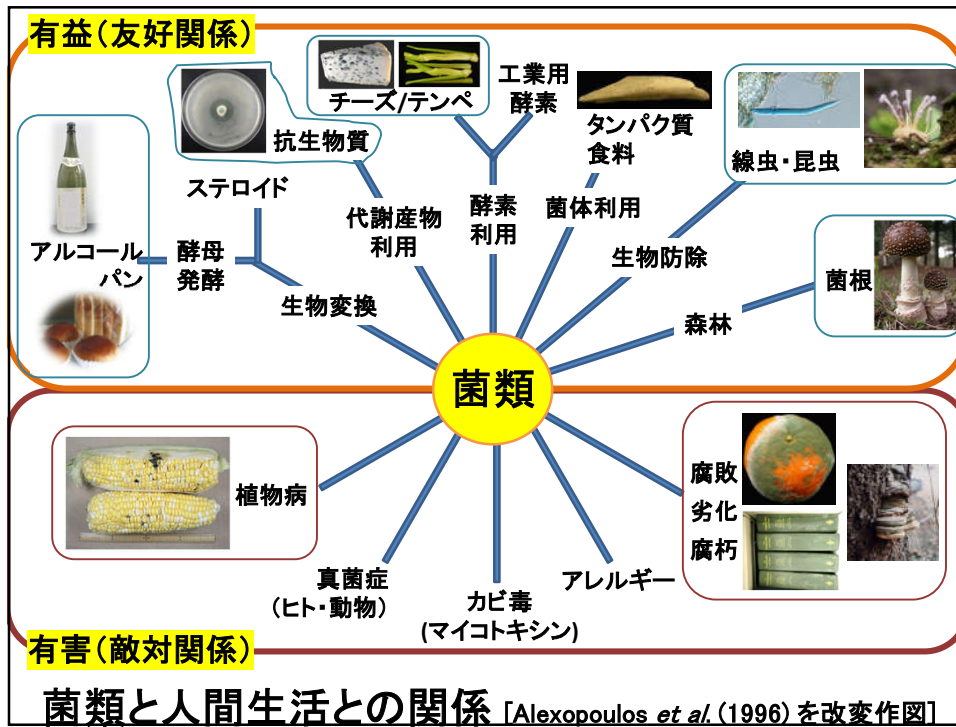 有益(友好関係)
チーズ/テンペ
工業用
酵素
抗生物質
タンパク質
食料
線虫・昆虫
ステロイド
代謝産物
利用
酵素
利用
菌体利用
生物防除
アルコール
パン
酵母
発酵
生物変換
森林
菌根
菌類
植物病
腐敗
劣化
腐朽
真菌症
(ヒト・動物)
カビ毒
(マイコトキシン)
アレルギー
有害(敵対関係)
菌類と人間生活との関係 [Alexopoulos et al. (1996) を改変作図]